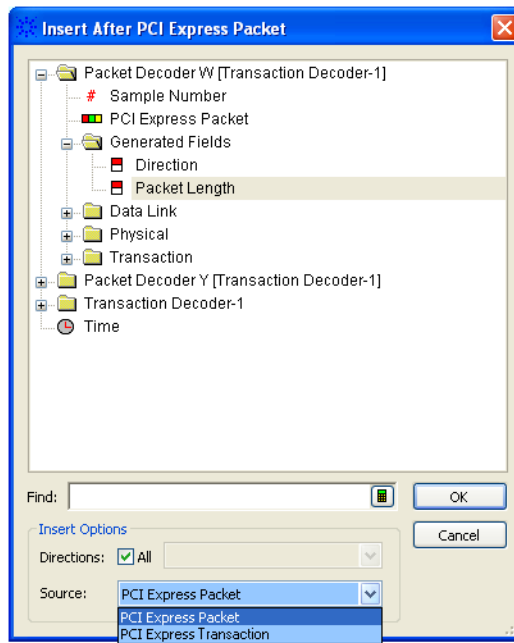 Insert After PCI Express Packet
Packet Decoder W [Transaction Decoder-1]
# Sample Number
PCI Express Packet
Generated Fields
Direction
Packet Length
Data Link
Physical
Transaction
Packet Decoder Y [Transaction Decoder-1]
Transaction Decoder-1
Time
Find:
OK
Insert Options
Cancel
Directions: All
Source: PCI Express Packet
PCI Express Packet
PCI Express Transaction